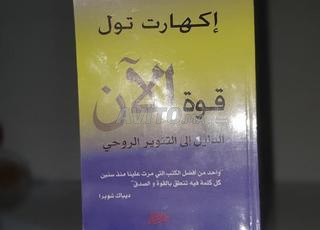 إكهارت تول
قوة الآن
الدليل إلى التنوير الروحي
"واحد من أفضل الكتب التي مرت علينا منذ سنين
كل كلمة فيه تنطق بالقوة و الصدق"
ديباك شوبرا